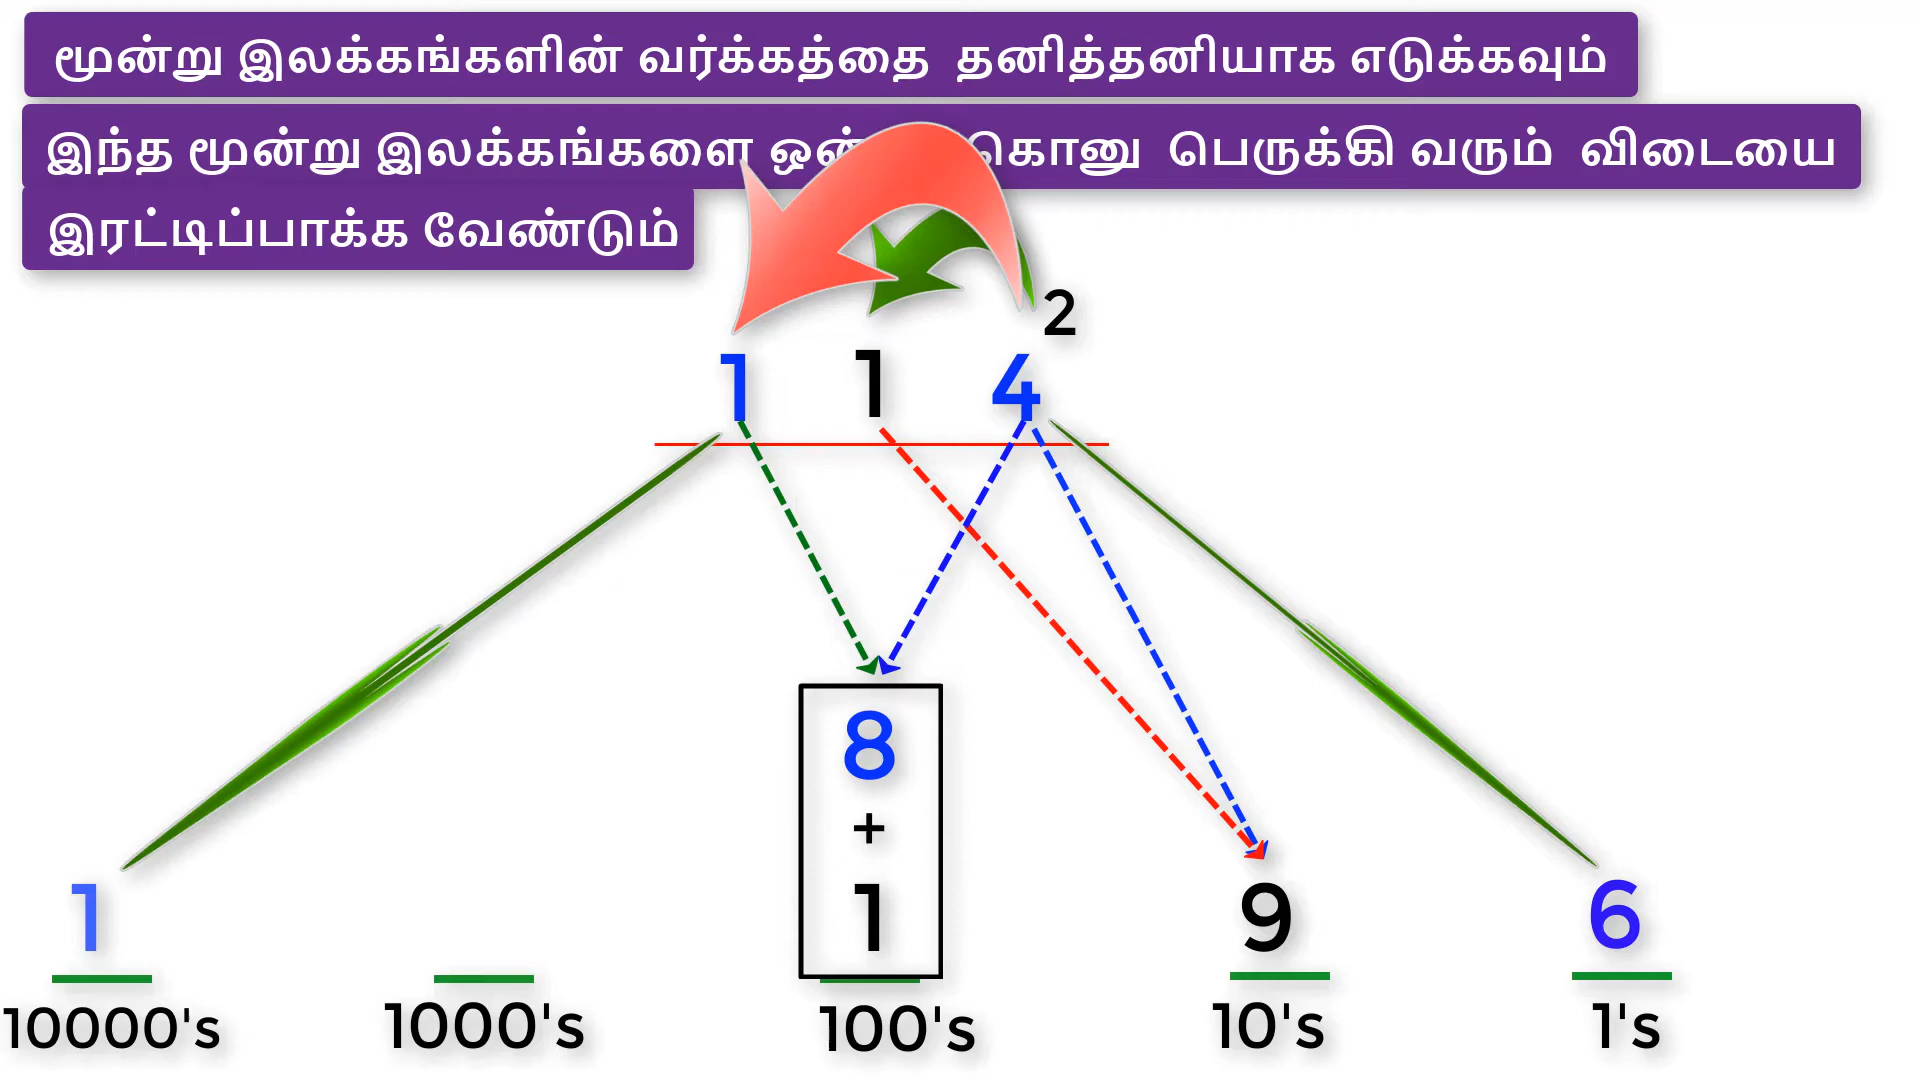 மூன்று இலக்கங்களின் வர்க்கத்தை தனித்தனியாக எடுக்கவும்
இந்த மூன்று இலக்கங்களை பெருக்கி வரும் விடையை
இரட்டிப்பாக்க வேண்டும்
2
1 1 4
8
+
1 1 9 6
10000's 1000's 100's 10's 1's